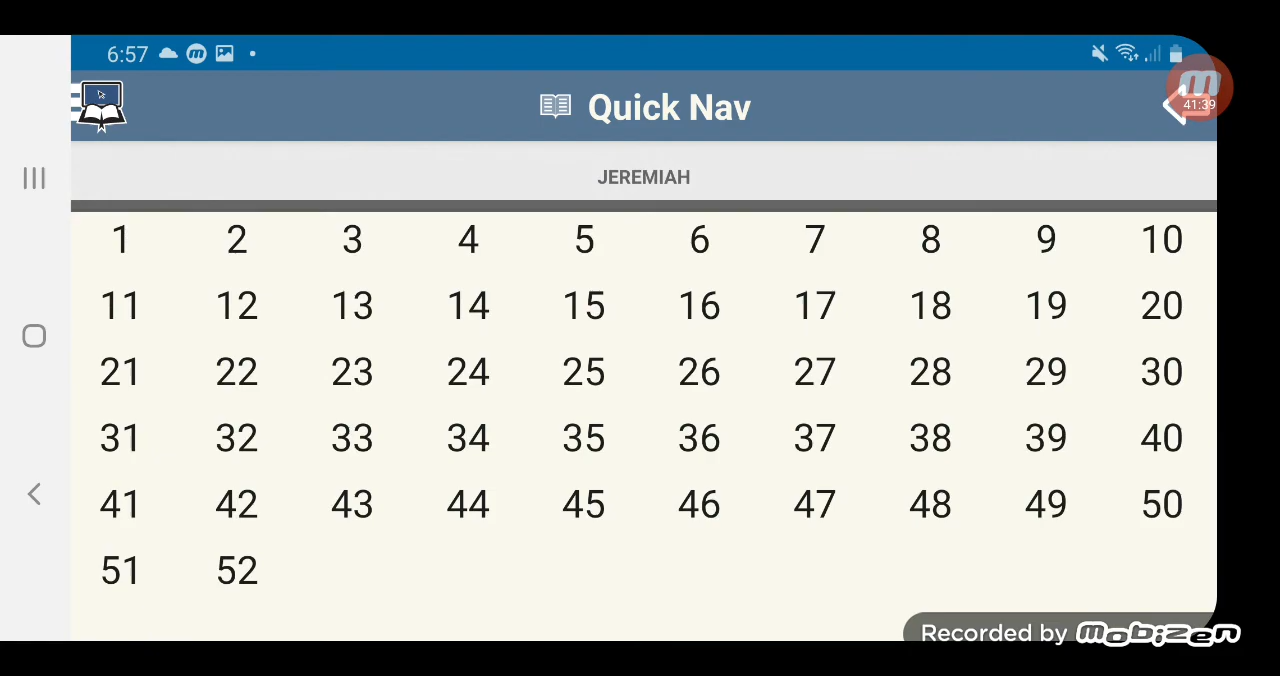 6:57
Quick Nav
41:39
JEREMIAH
1 2 3 4 5 6 7 8 9 10
11 12 13 14 15 16 17 18 19 20
21 22 23 24 25 26 27 28 29 30
31 32 33 34 35 36 37 38 39 40
41 42 43 44 45 46 47 48 49 50
51 52
Recorded by mobizen